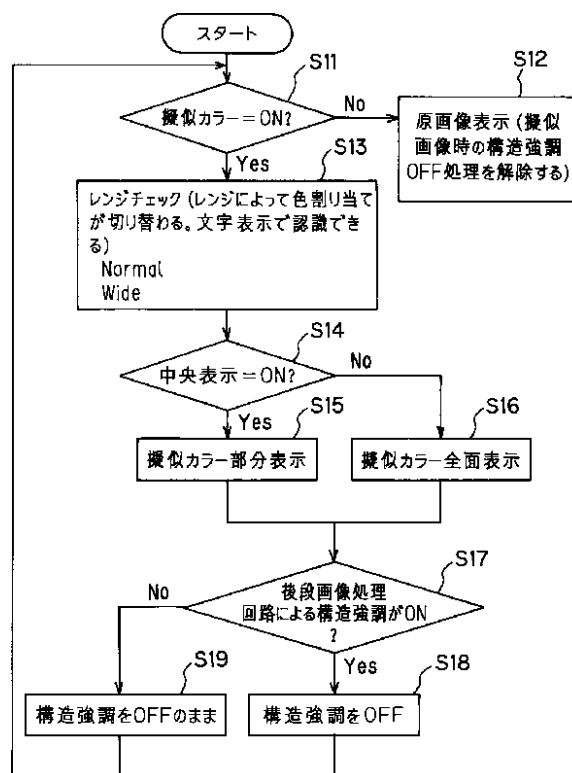 スタート
S11
擬似カラー=ON?
No
S12
原画像表示(擬似
画像時の構造強調
OFF処理を解除する)
Yes
S13
レンジチェック(レンジによって色割り当て
が切り替わる。文字表示で認識でき
る)
Normal
Wide
S14
中央表示=ON?
No
Yes
S15
擬似カラー部分表示
S16
擬似カラー全面表示
S17
後段画像処理
回路による構造強調がON
?
No
Yes
S19
構造強調をOFFのまま
S18
構造強調をOFF